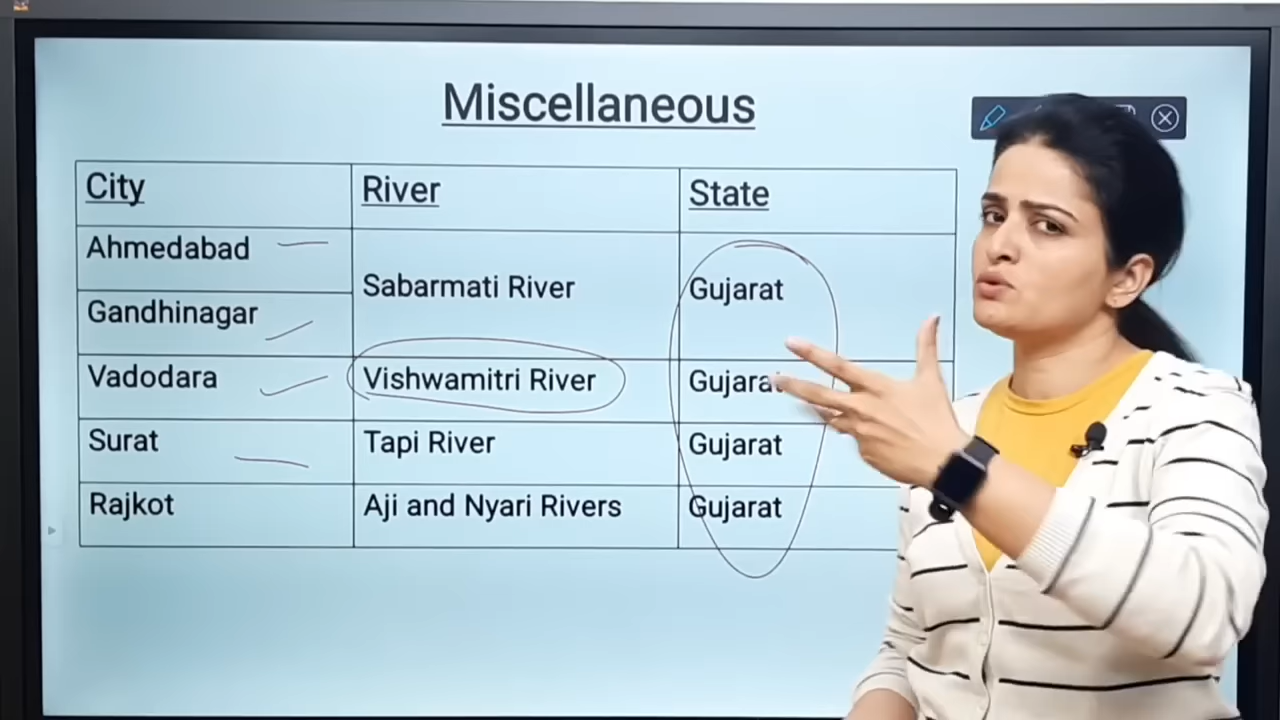 Miscellaneous
City River State
Ahmedabad
Sabarmati River Gujarat
Gandhinagar
Vadodara Vishwamitri River Gujarat
Surat Tapi River Gujarat
Rajkot Aji and Nyari Rivers Gujarat